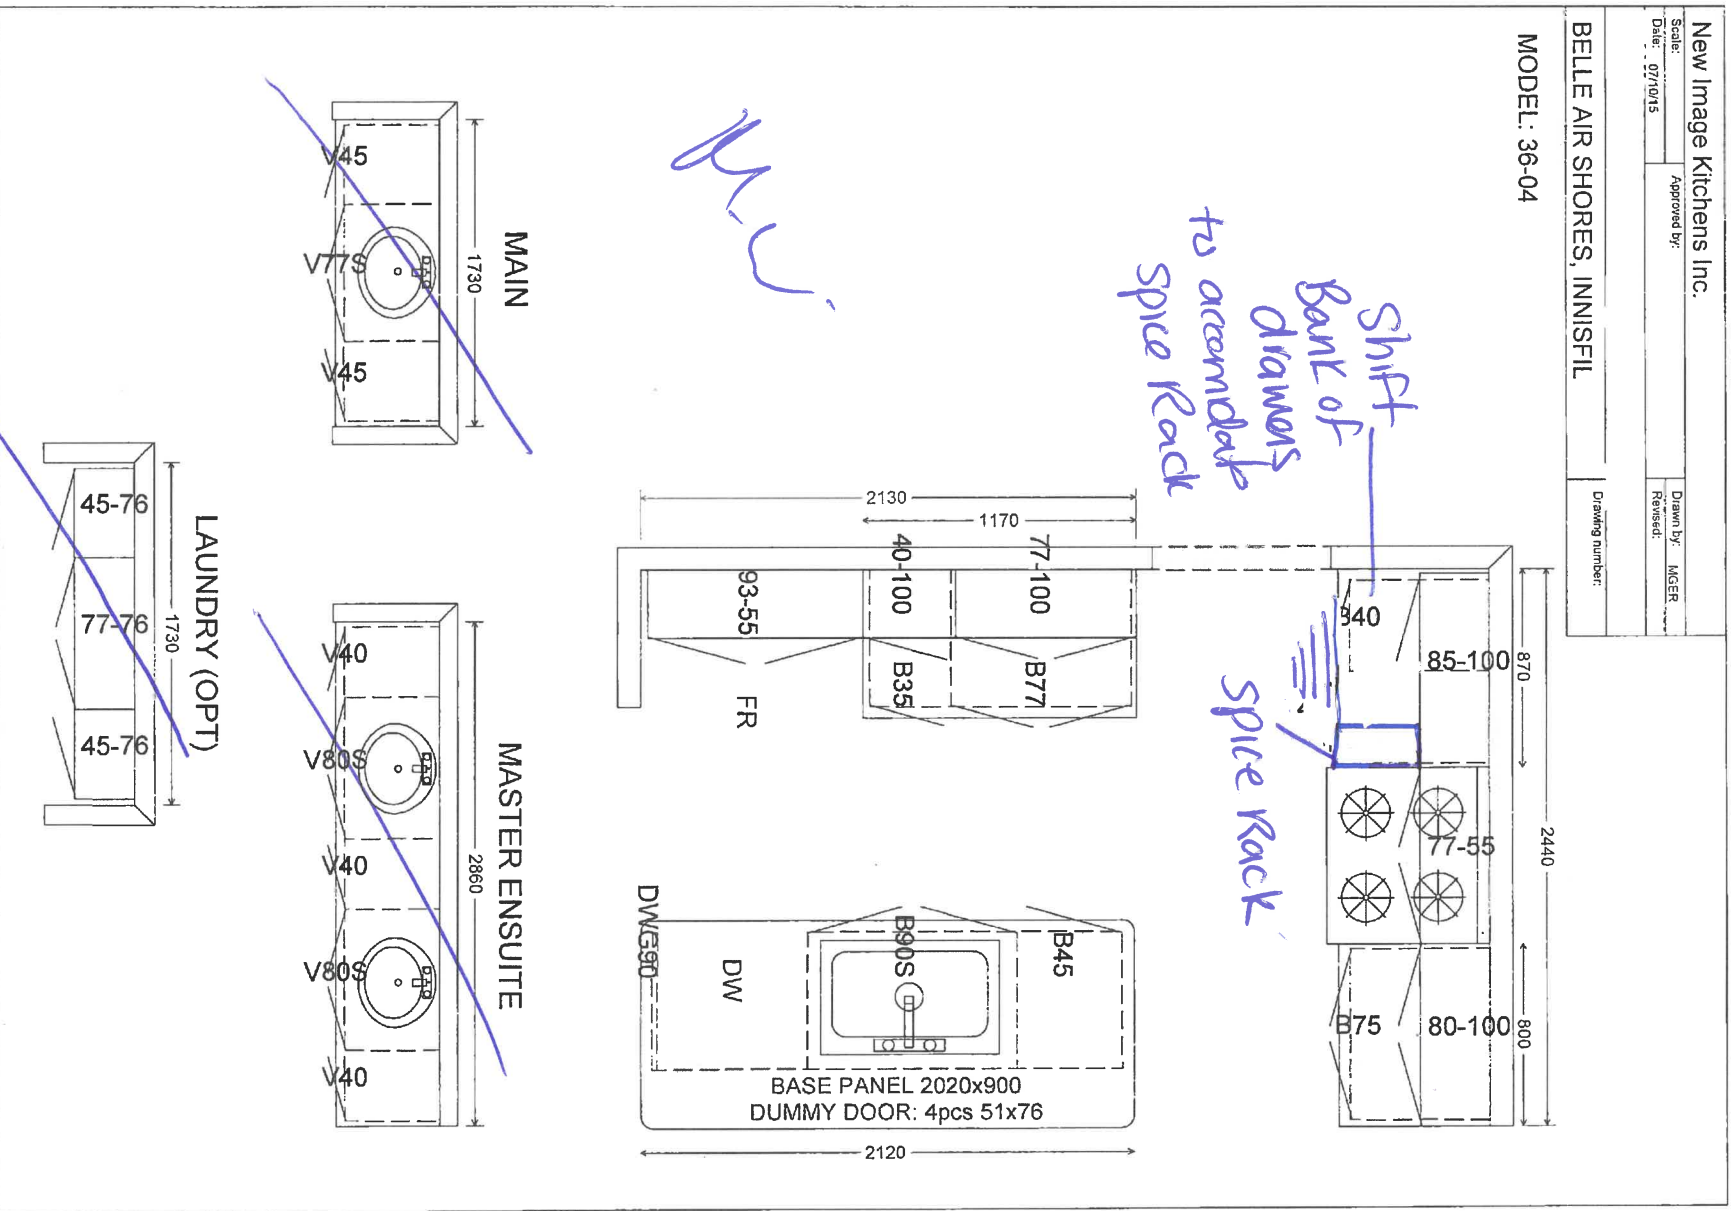 New Image Kitchens Inc.
Scale:
Date: 07/10/15
Approved by:
Drawn by: MGER
Revised:
BELLE AIR SHORES, INNISFIL
Drawing number:
MODEL: 36-04
Shift
Bank of
drawers
to accomdate
Spice Rack
Spice Rack
2440
870
800
85-100
77-55
80-100
B75
2130
1170
93-55
40-100
77-100
FR
B35
B77
DWG90
DW
B90S
B45
BASE PANEL 2020x900
DUMMY DOOR: 4pcs 51x76
2120
MAIN
1730
V45
V77S
V45
MASTER ENSUITE
2860
V40
V80S
V40
V80S
V40
LAUNDRY (OPT)
1730
45-76
77-76
45-76